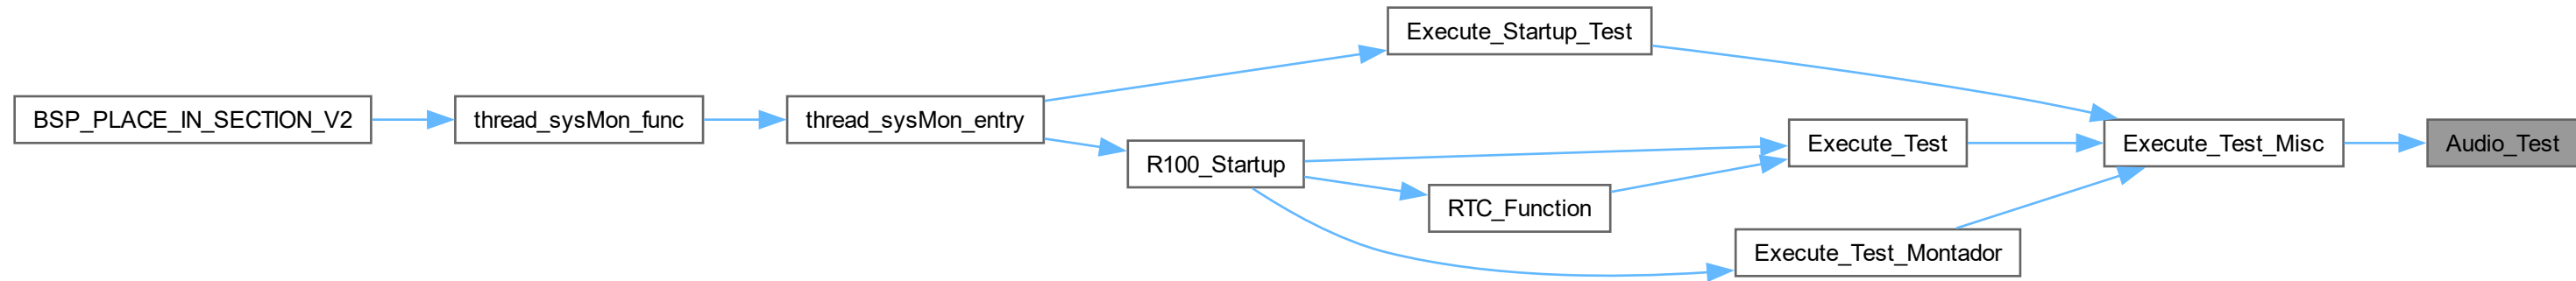 Execute_Startup_Test
BSP_PLACE_IN_SECTION_V2
thread_sysMon_func
thread_sysMon_entry
Execute_Test
Execute_Test_Misc
Audio_Test
R100_Startup
RTC_Function
Execute_Test_Montador